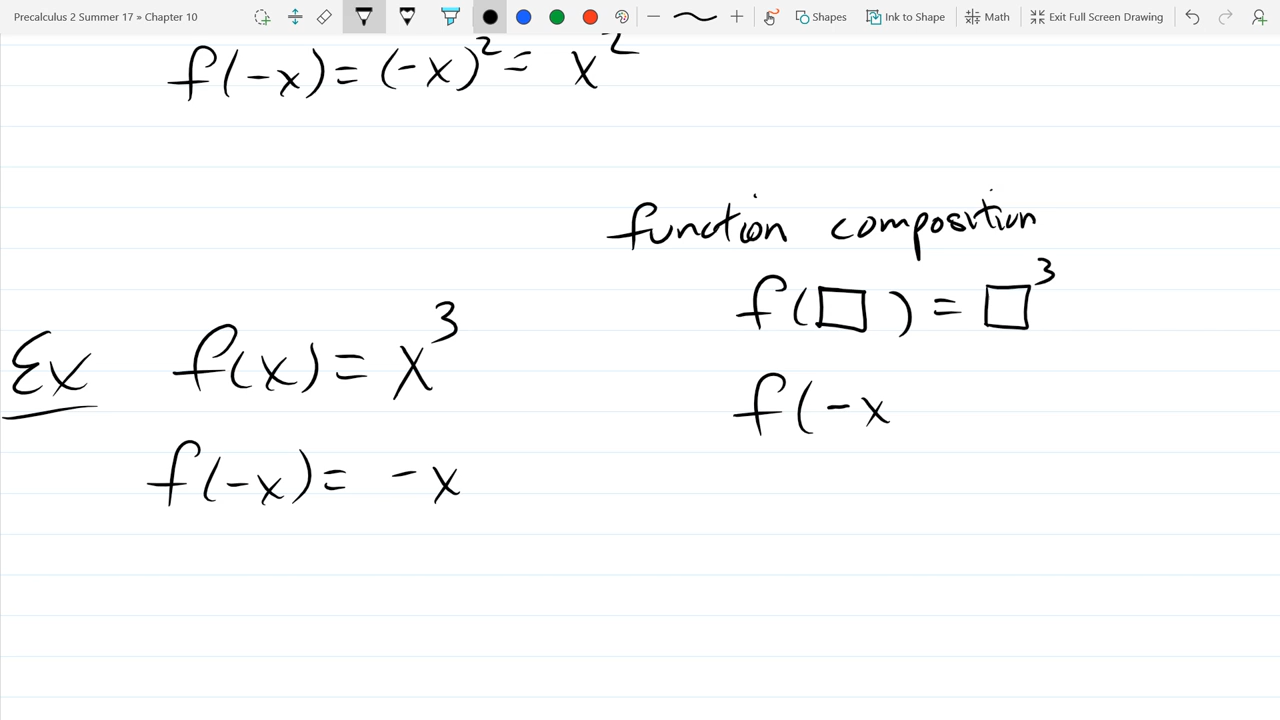 Precalculus 2 Summer 17 » Chapter 10
Shapes
Ink to Shape
Math
Exit Full Screen Drawing
f(-x) = (-x)² = x²
function composition
f(□) = □³
Ex f(x) = x³
f(-x
f(-x) = -x